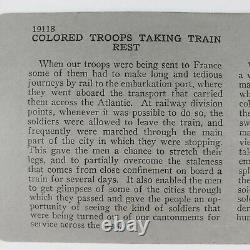 19118
COLORED TROOPS TAKING TRAIN
REST
When our troops were being sent to France
some of them had to make long and tedious
journeys by rail to the embarkation port, where
they went aboard the transport that carried
them across the Atlantic. At railway division
points, whenever it was possible to do so, the
soldiers were allowed to leave the train, and
frequently were marched through the main
part of the city in which they were stopping.
This gave the men a chance to stretch their
legs, and to partially overcome the staleness
that comes from close confinement on board a
train for several days. It also enabled the men
to get glimpses of some of the cities through
which they passed and gave the people an op-
portunity of seeing the kind of soldiers that
were being turned out of our cantonments for
service across the